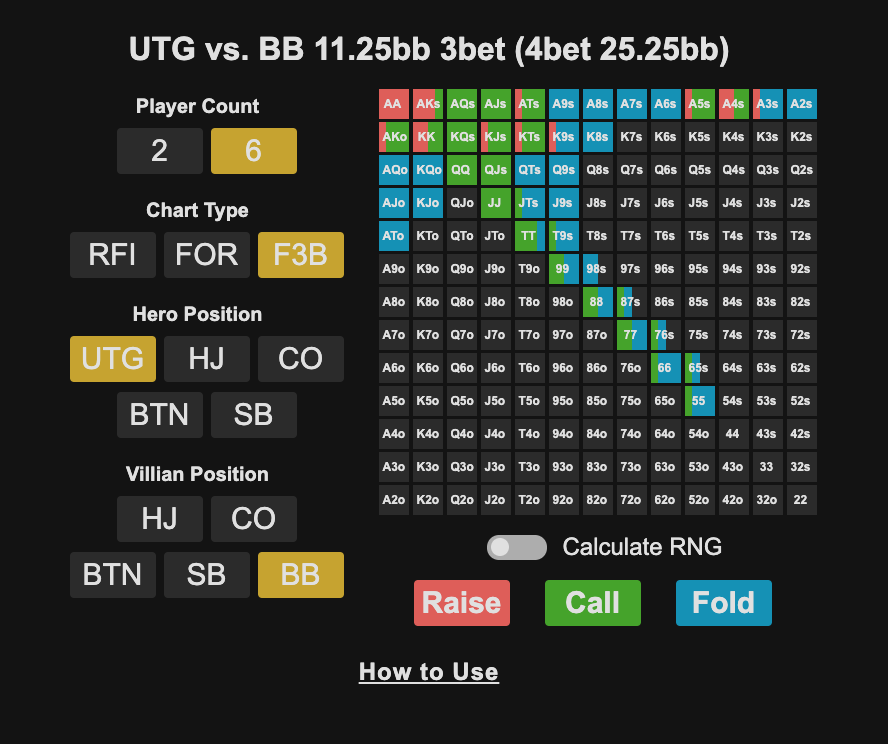 UTG vs. BB 11.25bb 3bet (4bet 25.25bb)
Player Count
2 6
Chart Type
RFI FOR F3B
Hero Position
UTG HJ CO
BTN SB
Villian Position
HJ CO
BTN SB BB
AA AKs AQs AJs ATs A9s A8s A7s A6s A5s A4s A3s A2s
AKo KK KQs KJs KTs K9s K8s K7s K6s K5s K4s K3s K2s
AQo KQo QQ QJs QTs Q9s Q8s Q7s Q6s Q5s Q4s Q3s Q2s
AJo KJo QJo JJ JTs J9s J8s J7s J6s J5s J4s J3s J2s
ATo KTo QTo JTo TT T9s T8s T7s T6s T5s T4s T3s T2s
A9o K9o Q9o J9o T9o 99 98s 97s 96s 95s 94s 93s 92s
A8o K8o Q8o J8o T8o 98o 88 87s 86s 85s 84s 83s 82s
A7o K7o Q7o J7o T7o 97o 87o 77 76s 75s 74s 73s 72s
A6o K6o Q6o J6o T6o 96o 86o 76o 66 65s 64s 63s 62s
A5o K5o Q5o J5o T5o 95o 85o 75o 65o 55 54s 53s 52s
A4o K4o Q4o J4o T4o 94o 84o 74o 64o 54o 44 43s 42s
A3o K3o Q3o J3o T3o 93o 83o 73o 63o 53o 43o 33 32s
A2o K2o Q2o J2o T2o 92o 82o 72o 62o 52o 42o 32o 22
Calculate RNG
Raise Call Fold
How to Use